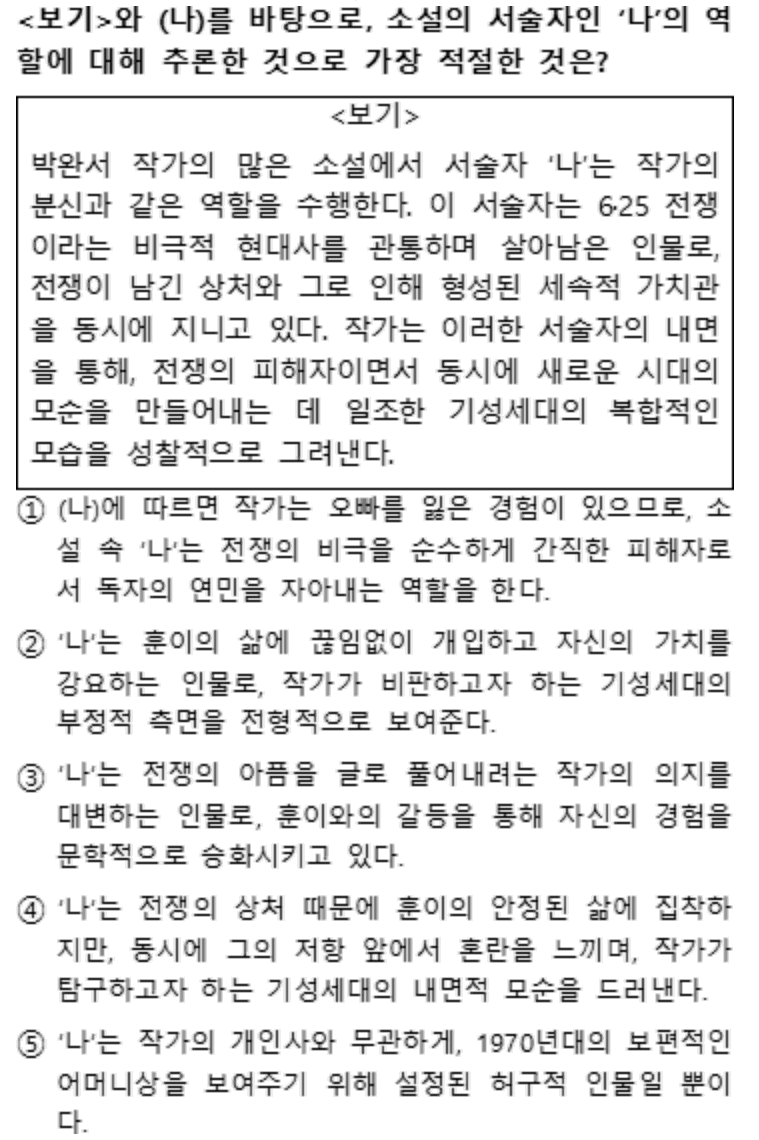 <보기>와 (나)를 바탕으로, 소설의 서술자인 ‘나’의 역
할에 대해 추론한 것으로 가장 적절한 것은?
<보기>
박완서 작가의 많은 소설에서 서술자 ‘나’는 작가의
분신과 같은 역할을 수행한다. 이 서술자는 6·25 전쟁
이라는 비극적 현대사를 관통하며 살아남은 인물로,
전쟁이 남긴 상처와 그로 인해 형성된 세속적 가치관
을 동시에 지니고 있다. 작가는 이러한 서술자의 내면
을 통해, 전쟁의 피해자이면서 동시에 새로운 시대의
모순을 만들어내는 데 일조한 기성세대의 복합적인
모습을 성찰적으로 그려낸다.
① (나)에 따르면 작가는 오빠를 잃은 경험이 있으므로, 소
설 속 ‘나’는 전쟁의 비극을 순수하게 간직한 피해자로
서 독자의 연민을 자아내는 역할을 한다.
② ‘나’는 훈이의 삶에 끊임없이 개입하고 자신의 가치를
강요하는 인물로, 작가가 비판하고자 하는 기성세대의
부정적 측면을 전형적으로 보여준다.
③ ‘나’는 전쟁의 아픔을 글로 풀어내려는 작가의 의지를
대변하는 인물로, 훈이와의 갈등을 통해 자신의 경험을
문학적으로 승화시키고 있다.
④ ‘나’는 전쟁의 상처 때문에 훈이의 안정된 삶에 집착하
지만, 동시에 그의 저항 앞에서 혼란을 느끼며, 작가가
탐구하고자 하는 기성세대의 내면적 모순을 드러낸다.
⑤ ‘나’는 작가의 개인사와 무관하게, 1970년대의 보편적인
어머니상을 보여주기 위해 설정된 허구적 인물일 뿐이
다.